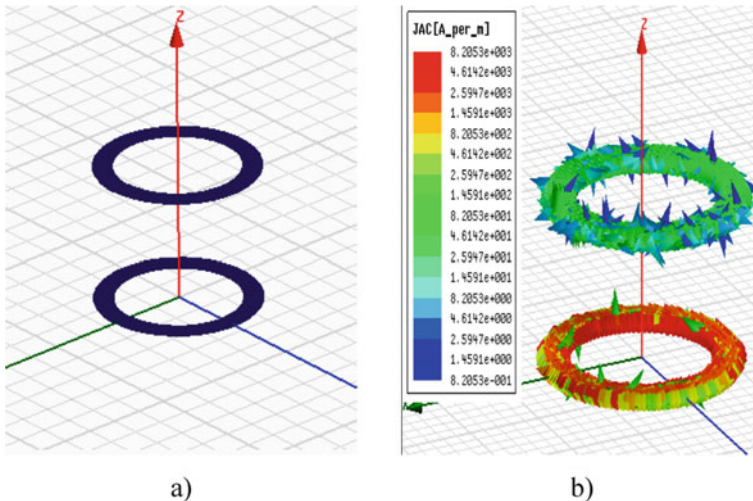 Z
JAC[A_per_m]
8.2053e+003
4.6142e+003
2.5947e+003
1.4591e+003
8.2053e+002
4.6142e+002
2.5947e+002
1.4591e+002
8.2053e+001
4.6142e+001
2.5947e+001
1.4591e+001
8.2053e+000
4.6142e+000
2.5947e+000
1.4591e+000
8.2053e-001
Z
a)
b)